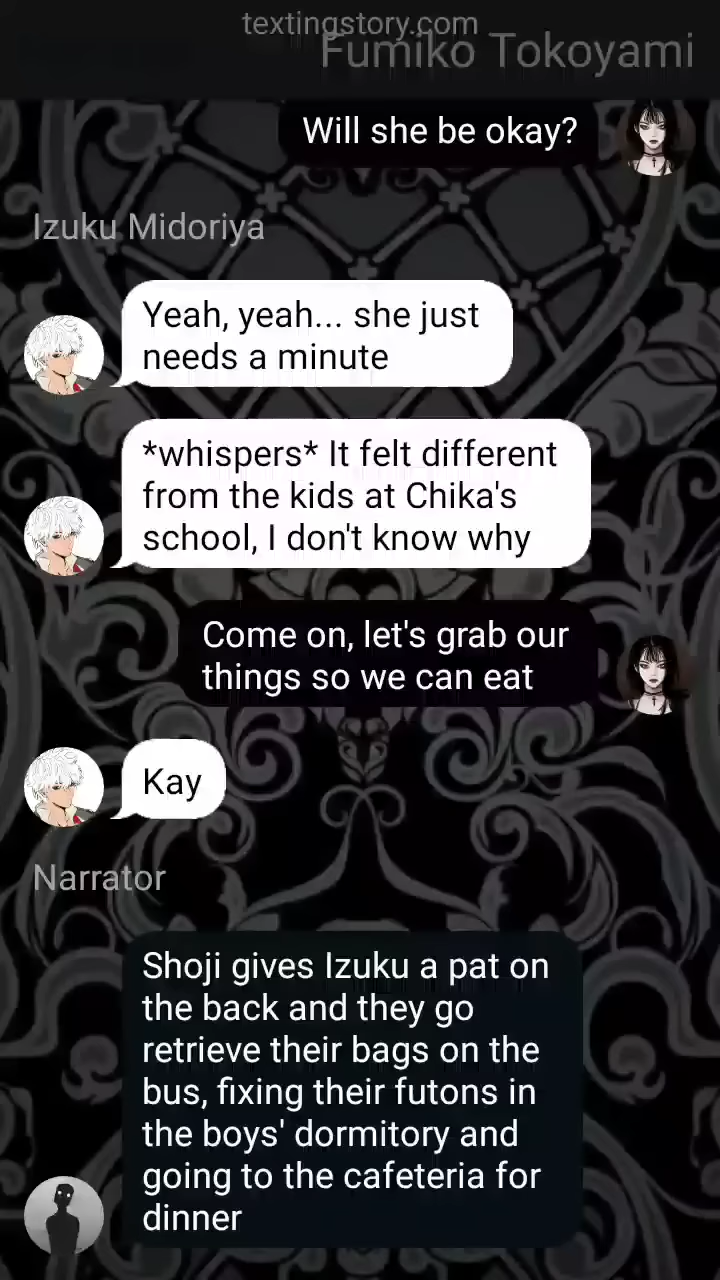 textingstory.com
Fumiko Tokoyami
Will she be okay?
Izuku Midoriya
Yeah, yeah... she just
needs a minute
*whispers* It felt different
from the kids at Chika's
school, I don't know why
Come on, let's grab our
things so we can eat
Kay
Narrator
Shoji gives Izuku a pat on
the back and they go
retrieve their bags on the
bus, fixing their futons in
the boys' dormitory and
going to the cafeteria for
dinner